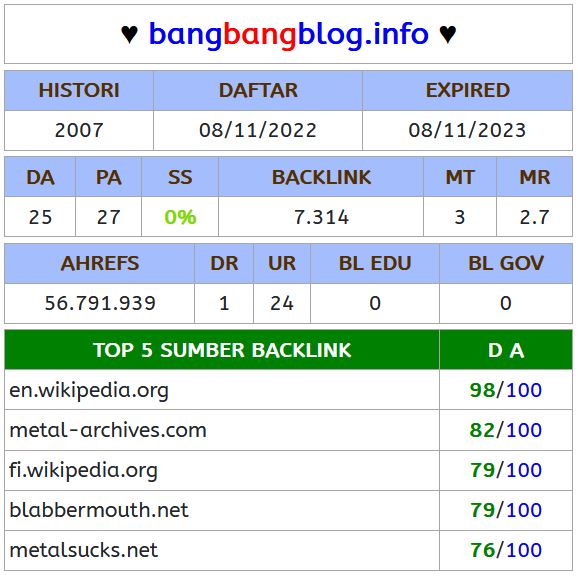 ♥ bangbangblog.info ♥
HISTORI DAFTAR EXPIRED
2007 08/11/2022 08/11/2023
DA PA SS BACKLINK MT MR
25 27 0% 7.314 3 2.7
AHREFS DR UR BL EDU BL GOV
56.791.939 1 24 0 0
TOP 5 SUMBER BACKLINK D A
en.wikipedia.org 98/100
metal-archives.com 82/100
fi.wikipedia.org 79/100
blabbermouth.net 79/100
metalsucks.net 76/100